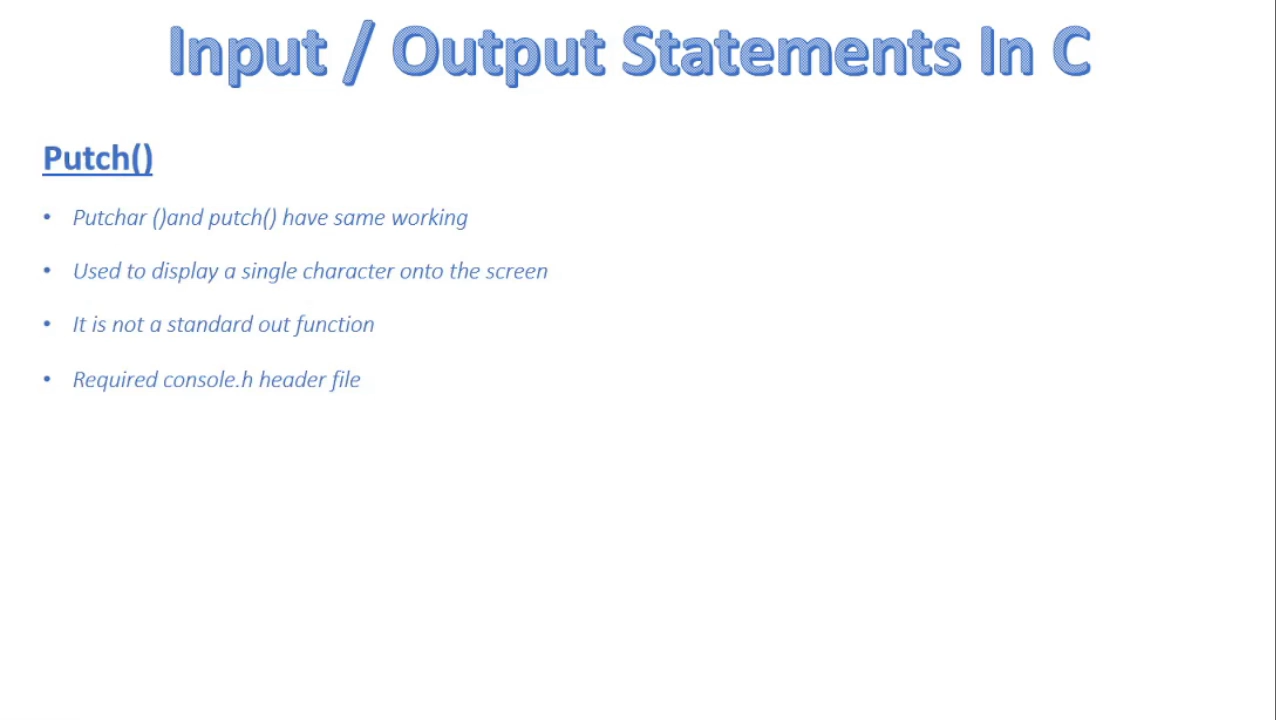 Input / Output Statements In C
Putch()
• Putchar ()and putch() have same working
• Used to display a single character onto the screen
• It is not a standard out function
• Required console.h header file